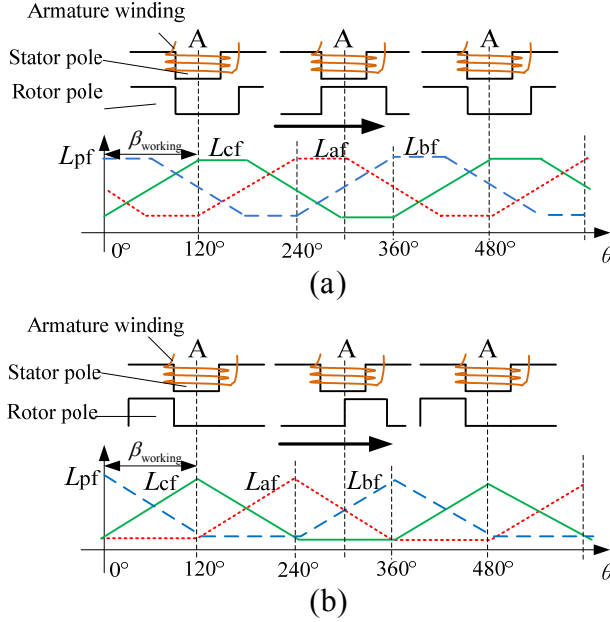 (a)
Armature winding
A A A
Stator pole
Rotor pole
Lpf βworking Lcf Laf Lbf
0° 120° 240° 360° 480° θ
(a)
Armature winding
A A A
Stator pole
Rotor pole
βworking
Lpf Lcf Laf Lbf
0° 120° 240° 360° 480° θ
(b)